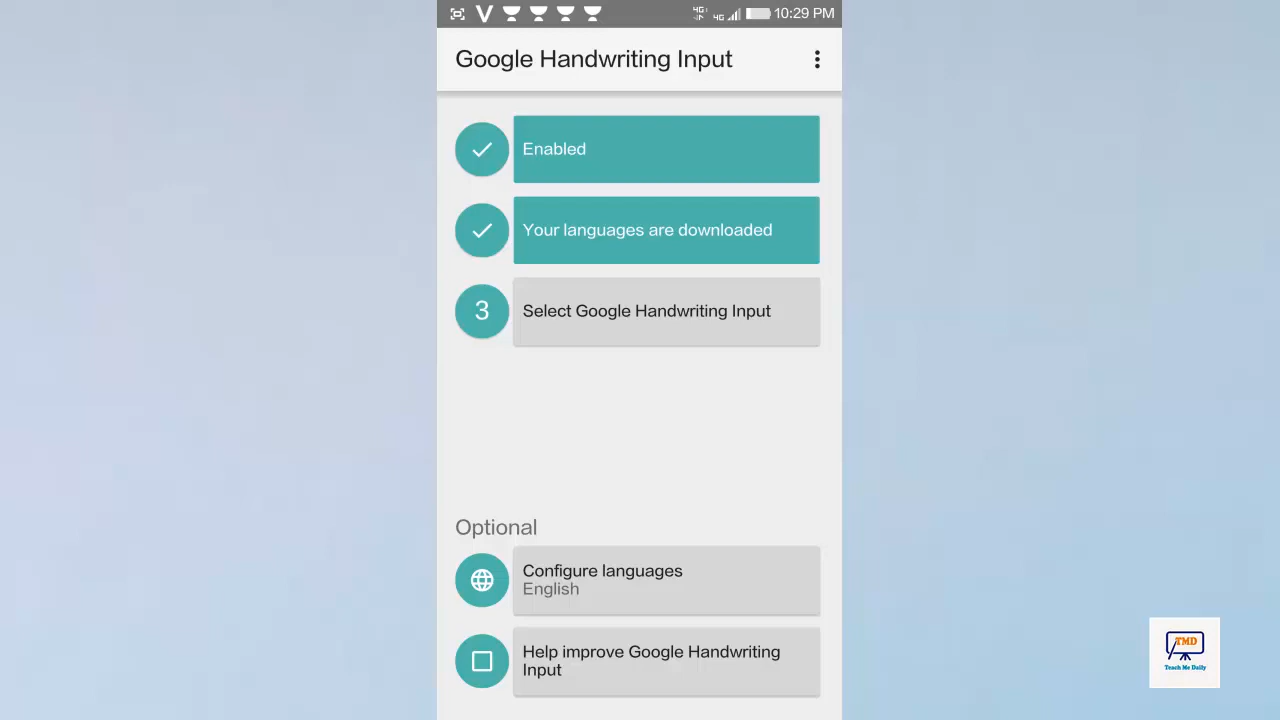 10:29 PM
Google Handwriting Input
Enabled
Your languages are downloaded
3
Select Google Handwriting Input
Optional
Configure languages
English
Help improve Google Handwriting
Input
TMD
Teach Me Daily